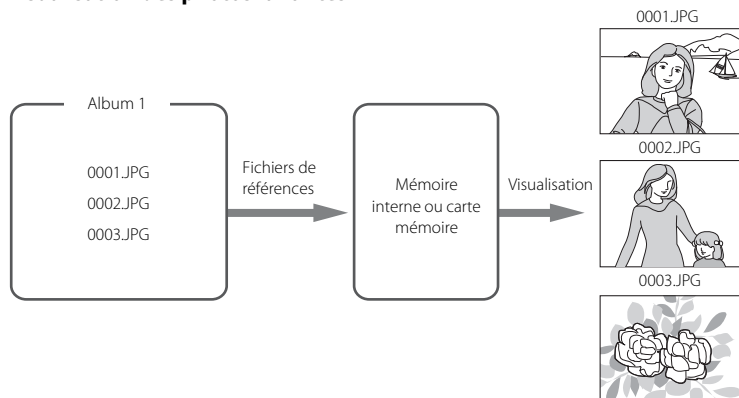 Album 1
0001.JPG
0002.JPG
0003.JPG
Fichiers de
références
Mémoire
interne ou carte
mémoire
Visualisation
0001.JPG
0002.JPG
0003.JPG